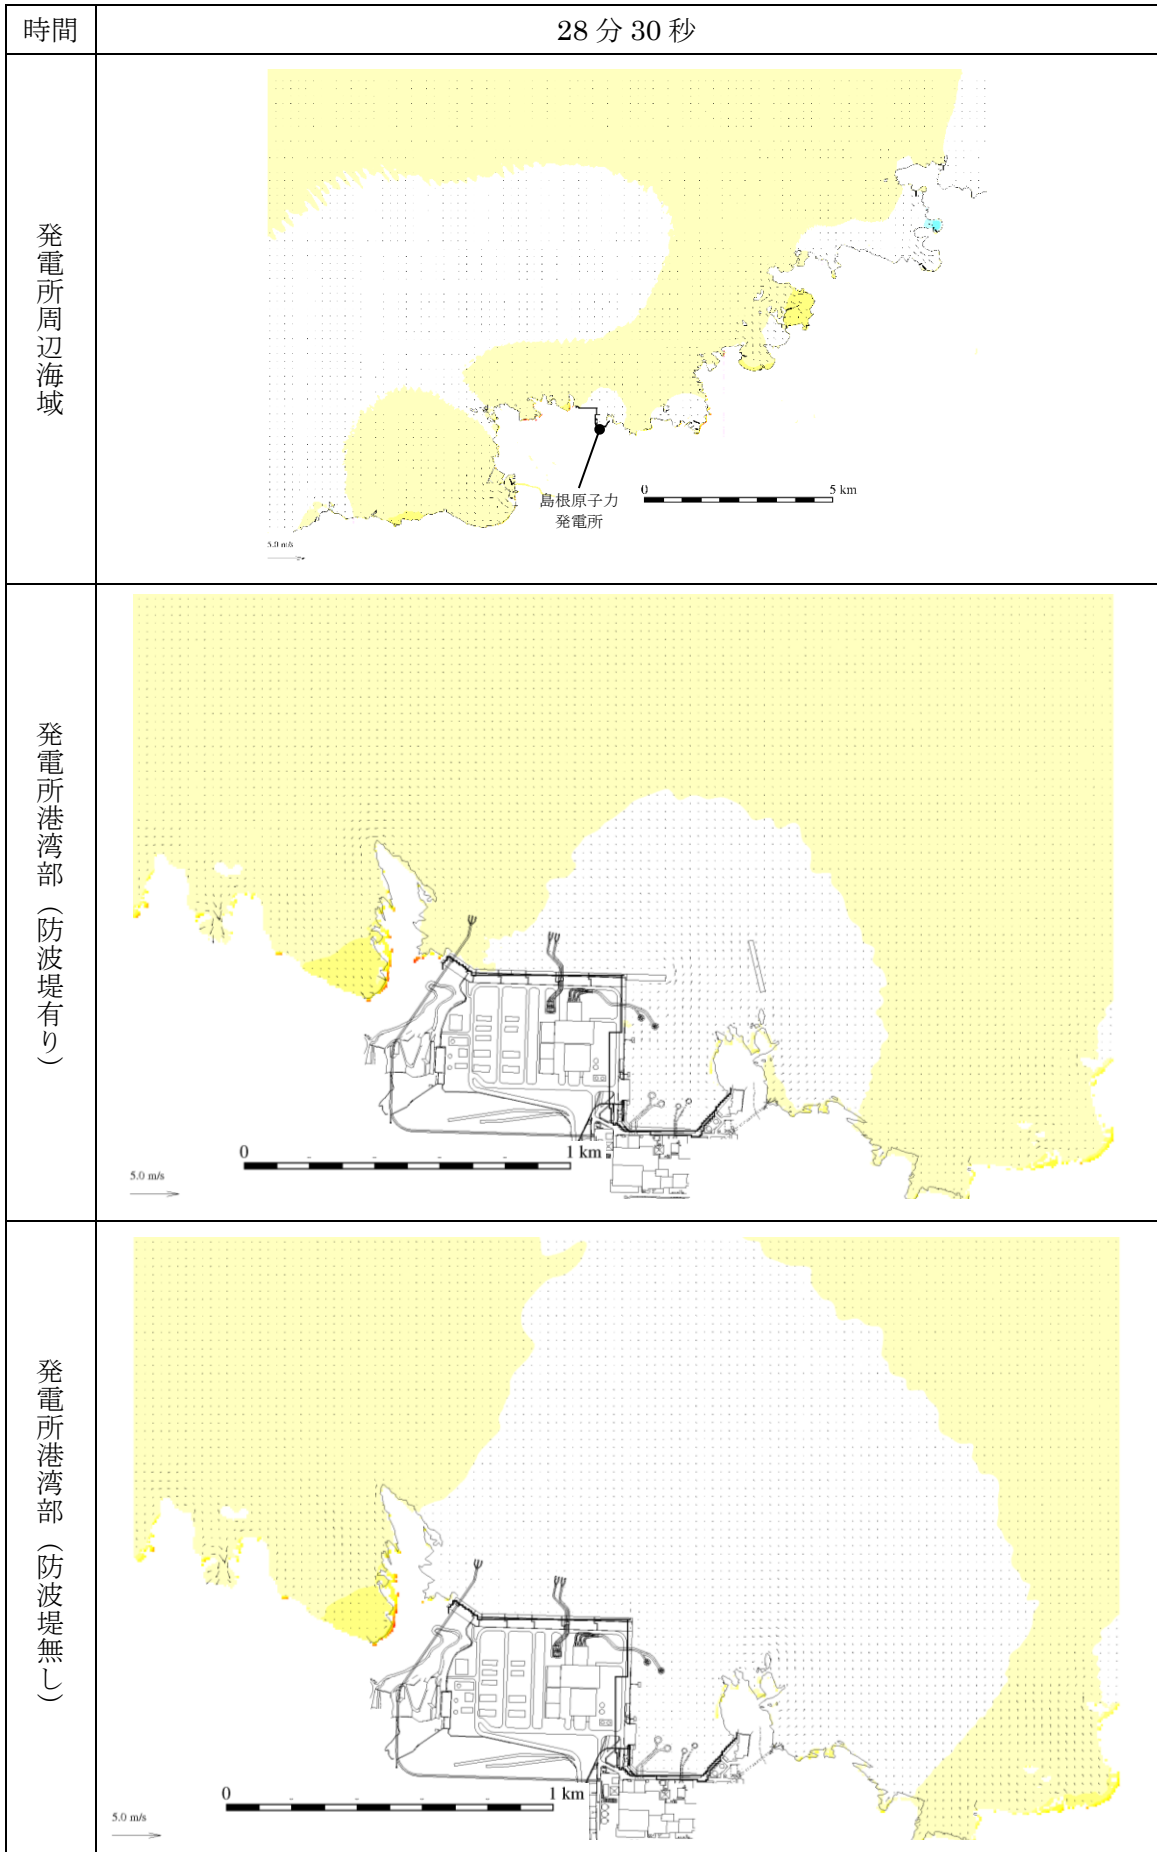 時間
28分30秒
発電所周辺海域
島根原子力
発電所
0
5 km
5.0 m/s
発電所港湾部（防波堤有り）
0
1 km
5.0 m/s
発電所港湾部（防波堤無し）
0
1 km
5.0 m/s